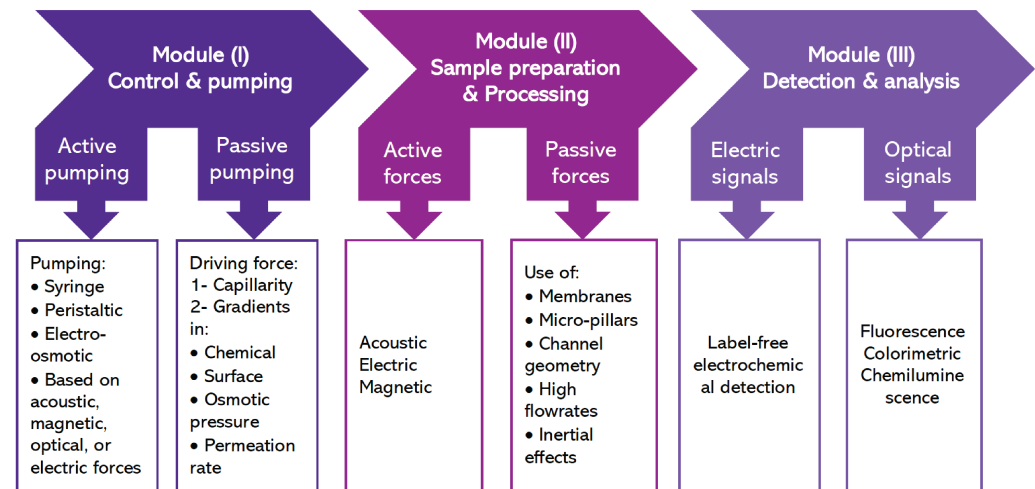 Module (I)
Control & pumping
Module (II)
Sample preparation
& Processing
Module (III)
Detection & analysis
Active
pumping
Passive
pumping
Active
forces
Passive
forces
Electric
signals
Optical
signals
Pumping:
• Syringe
• Peristaltic
• Electro-
osmotic
• Based on
acoustic,
magnetic,
optical, or
electric forces
Driving force:
1- Capillarity
2- Gradients
in:
• Chemical
• Surface
• Osmotic
pressure
• Permeation
rate
Acoustic
Electric
Magnetic
Use of:
• Membranes
• Micro-pillars
• Channel
geometry
• High
flowrates
• Inertial
effects
Label-free
electrochemic
al detection
Fluorescence
Colorimetric
Chemilumine
scence